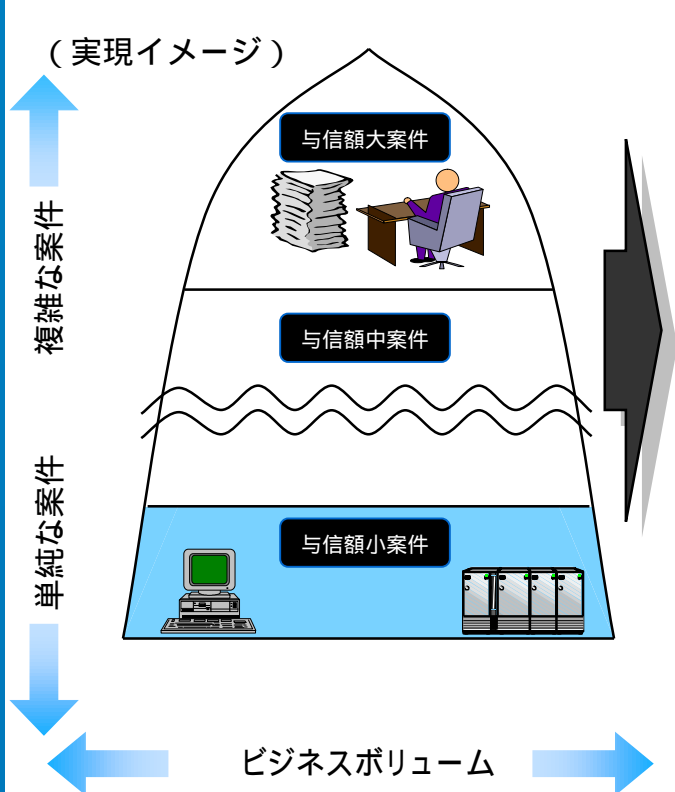 (実現イメージ)
与信額大案件
複雑な案件
与信額中案件
単純な案件
与信額小案件
ビジネスボリューム